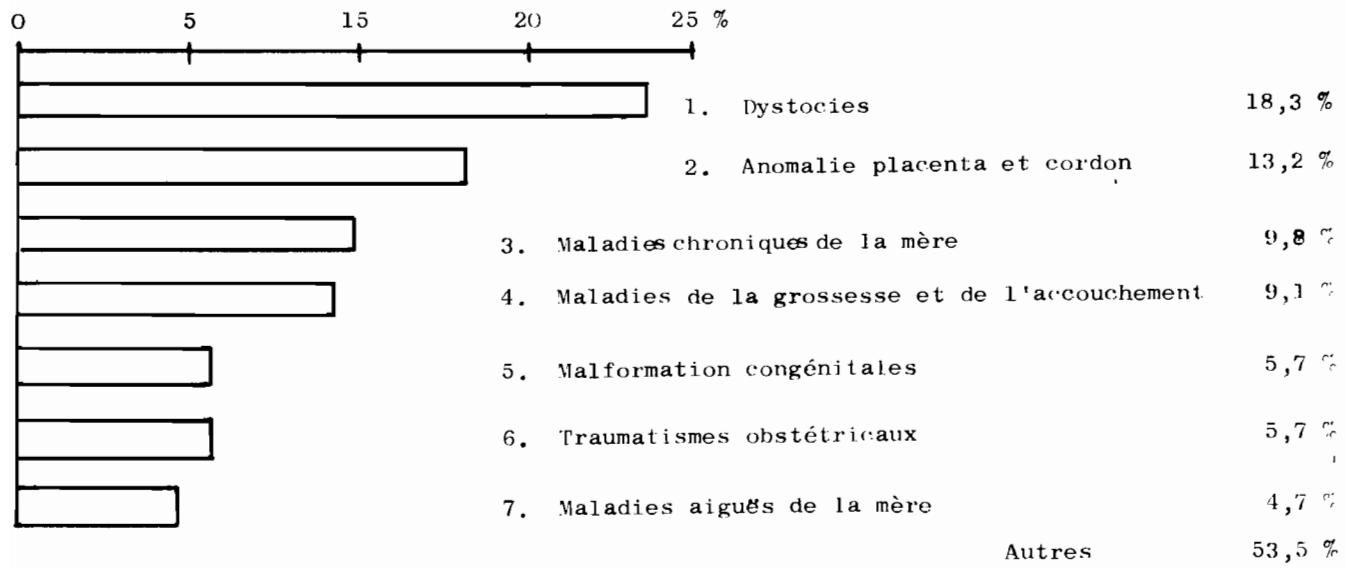 0 5 15 20 25 %
1. Dystocies 18,3 %
2. Anomalie placenta et cordon 13,2 %
3. Maladies chroniques de la mère 9,8 %
4. Maladies de la grossesse et de l'accouchement 9,1 %
5. Malformation congénitales 5,7 %
6. Traumatismes obstétricaux 5,7 %
7. Maladies aiguës de la mère 4,7 %
Autres 53,5 %